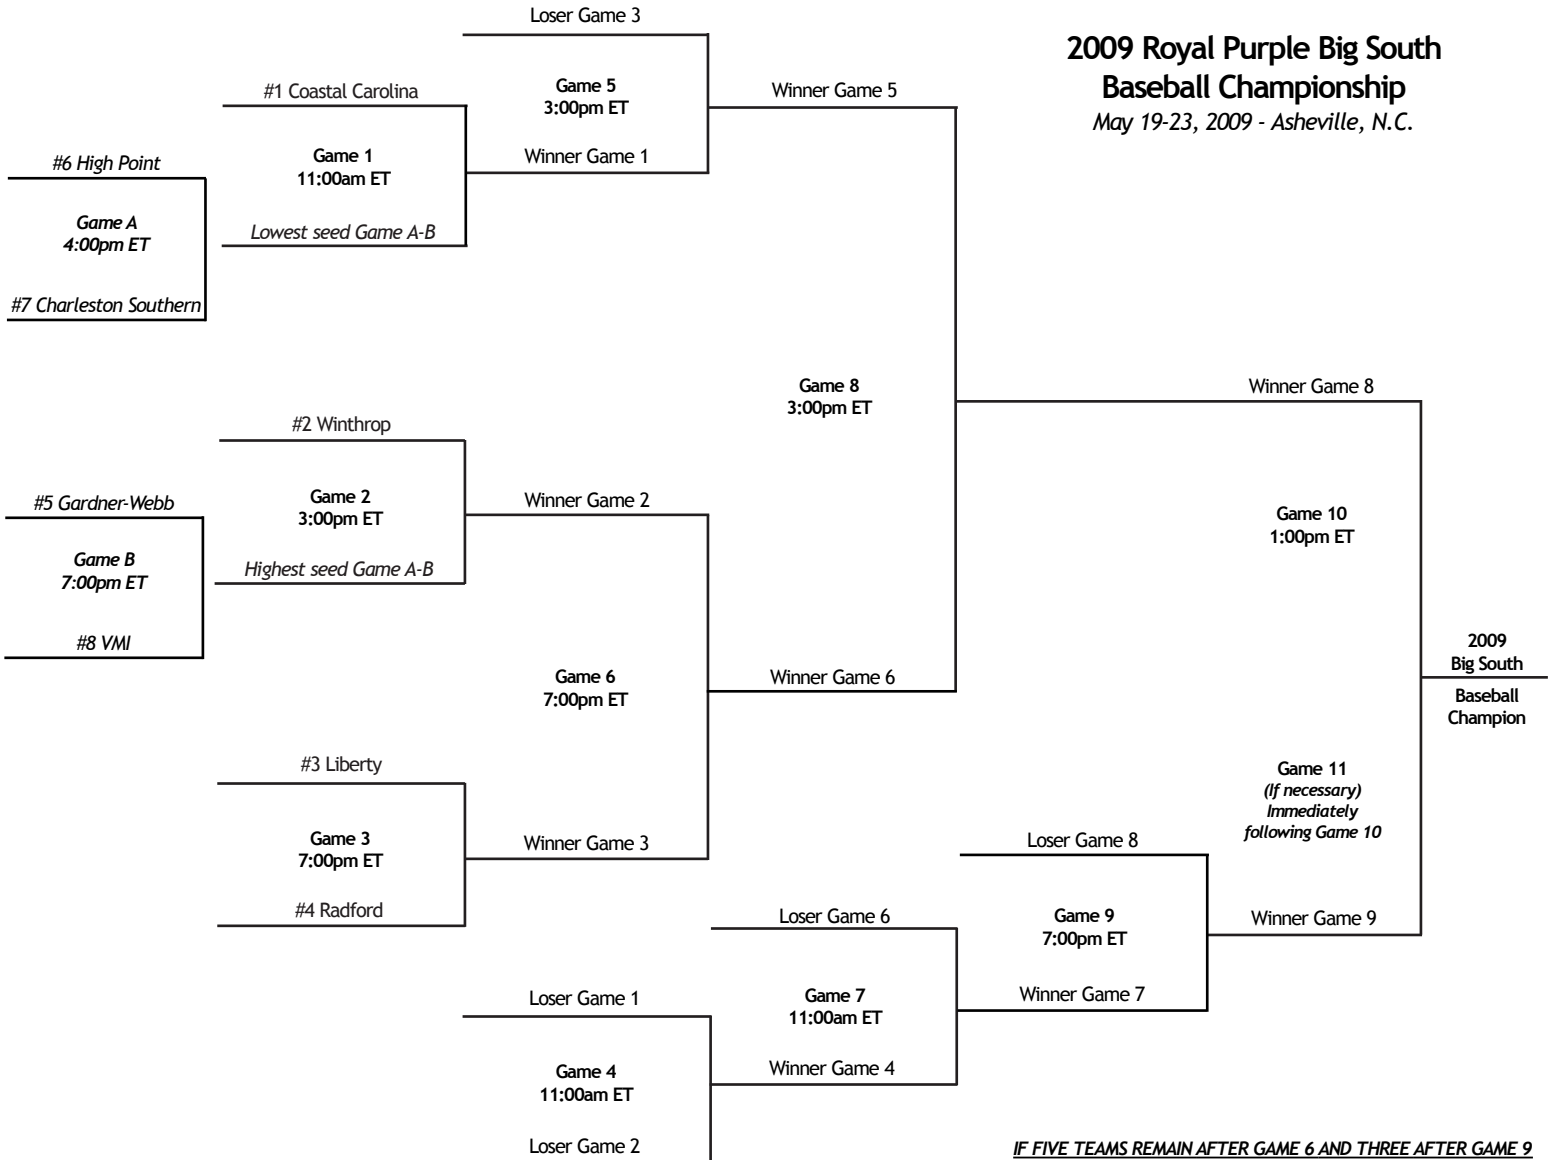 2009 Royal Purple Big South
Baseball Championship
May 19-23, 2009 - Asheville, N.C.
#6 High Point
Game A
4:00pm ET
#7 Charleston Southern
#5 Gardner-Webb
Game B
7:00pm ET
#8 VMI
#1 Coastal Carolina
Game 1
11:00am ET
Lowest seed Game A-B
#2 Winthrop
Game 2
3:00pm ET
Highest seed Game A-B
#3 Liberty
Game 3
7:00pm ET
#4 Radford
Loser Game 3
Game 5
3:00pm ET
Winner Game 1
Winner Game 2
Game 6
7:00pm ET
Winner Game 3
Loser Game 1
Game 4
11:00am ET
Loser Game 2
Winner Game 5
Game 8
3:00pm ET
Winner Game 6
Loser Game 6
Game 7
11:00am ET
Winner Game 4
Loser Game 8
Game 9
7:00pm ET
Winner Game 7
Winner Game 8
Game 10
1:00pm ET
Game 11
(If necessary)
Immediately
following Game 10
Winner Game 9
2009
Big South
Baseball
Champion
IF FIVE TEAMS REMAIN AFTER GAME 6 AND THREE AFTER GAME 9